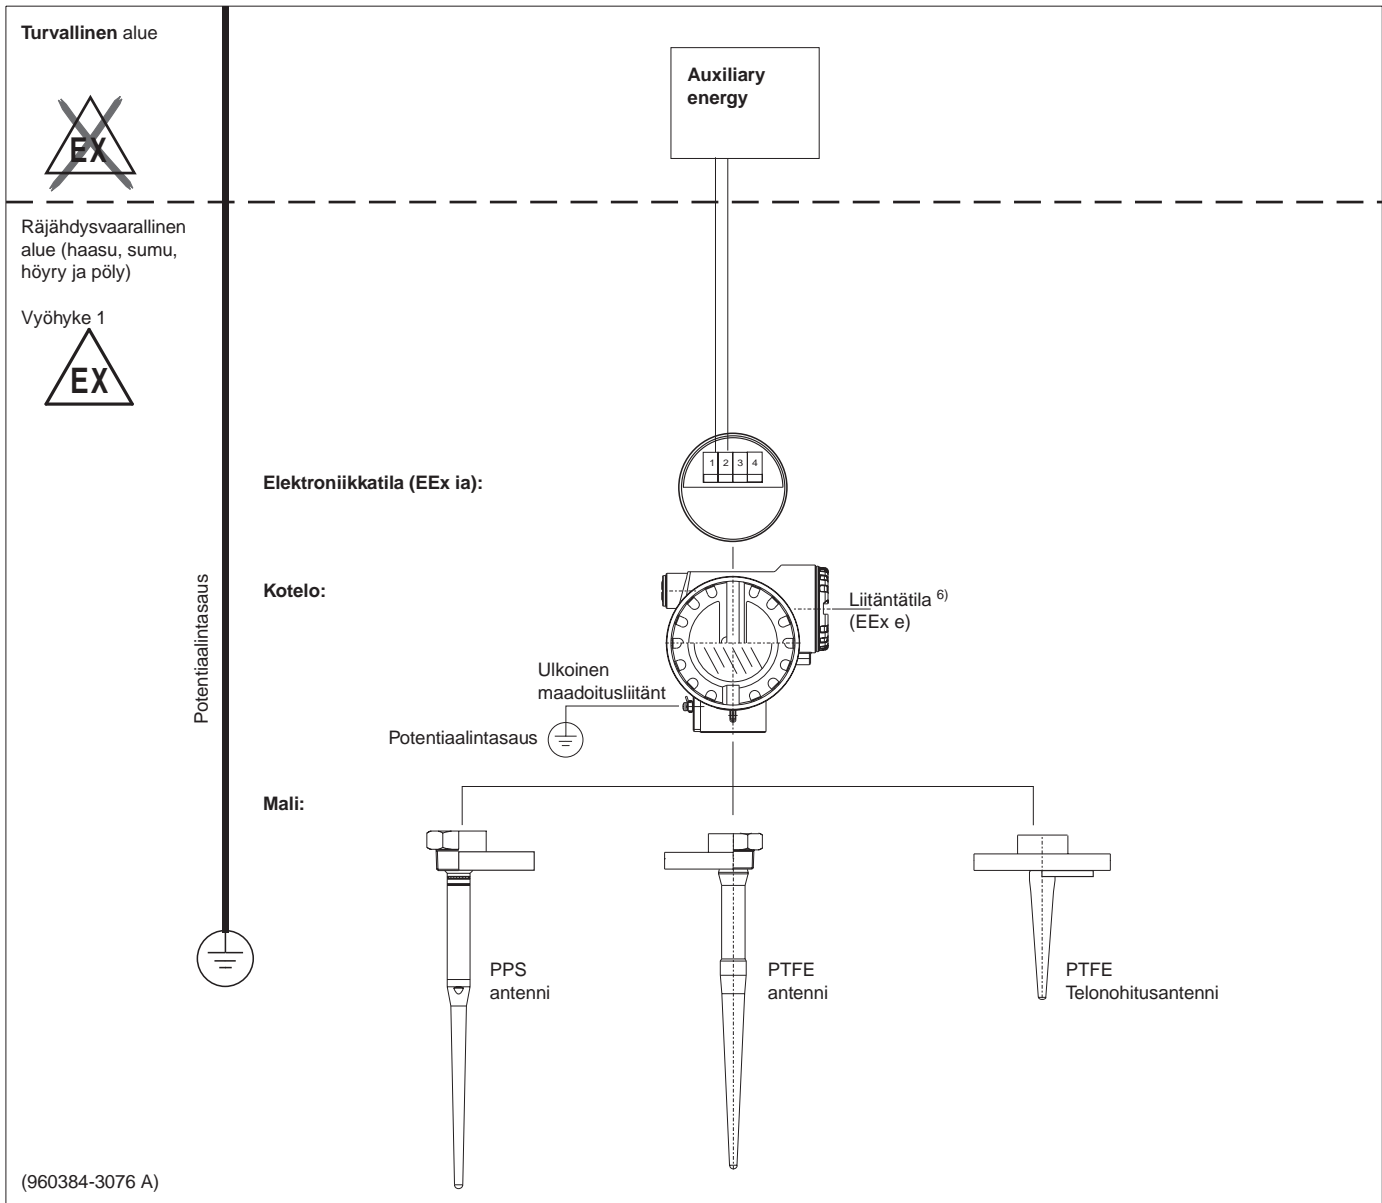 Turvallinen alue
EX
Auxiliary
energy
Räjähdysvaarallinen
alue (haasu, sumu,
höyry ja pöly)
Vyöhyke 1
EX
1 2 3 4
Elektroniikkatila (EEx ia):
Potentiaalintasaus
Kotelo:
Liitäntätila 6)
(EEx e)
Ulkoinen
maadoitusliitänt
Potentiaalintasaus
Mali:
PPS
antenni
PTFE
antenni
PTFE
Telonohitusantenni
(960384-3076 A)